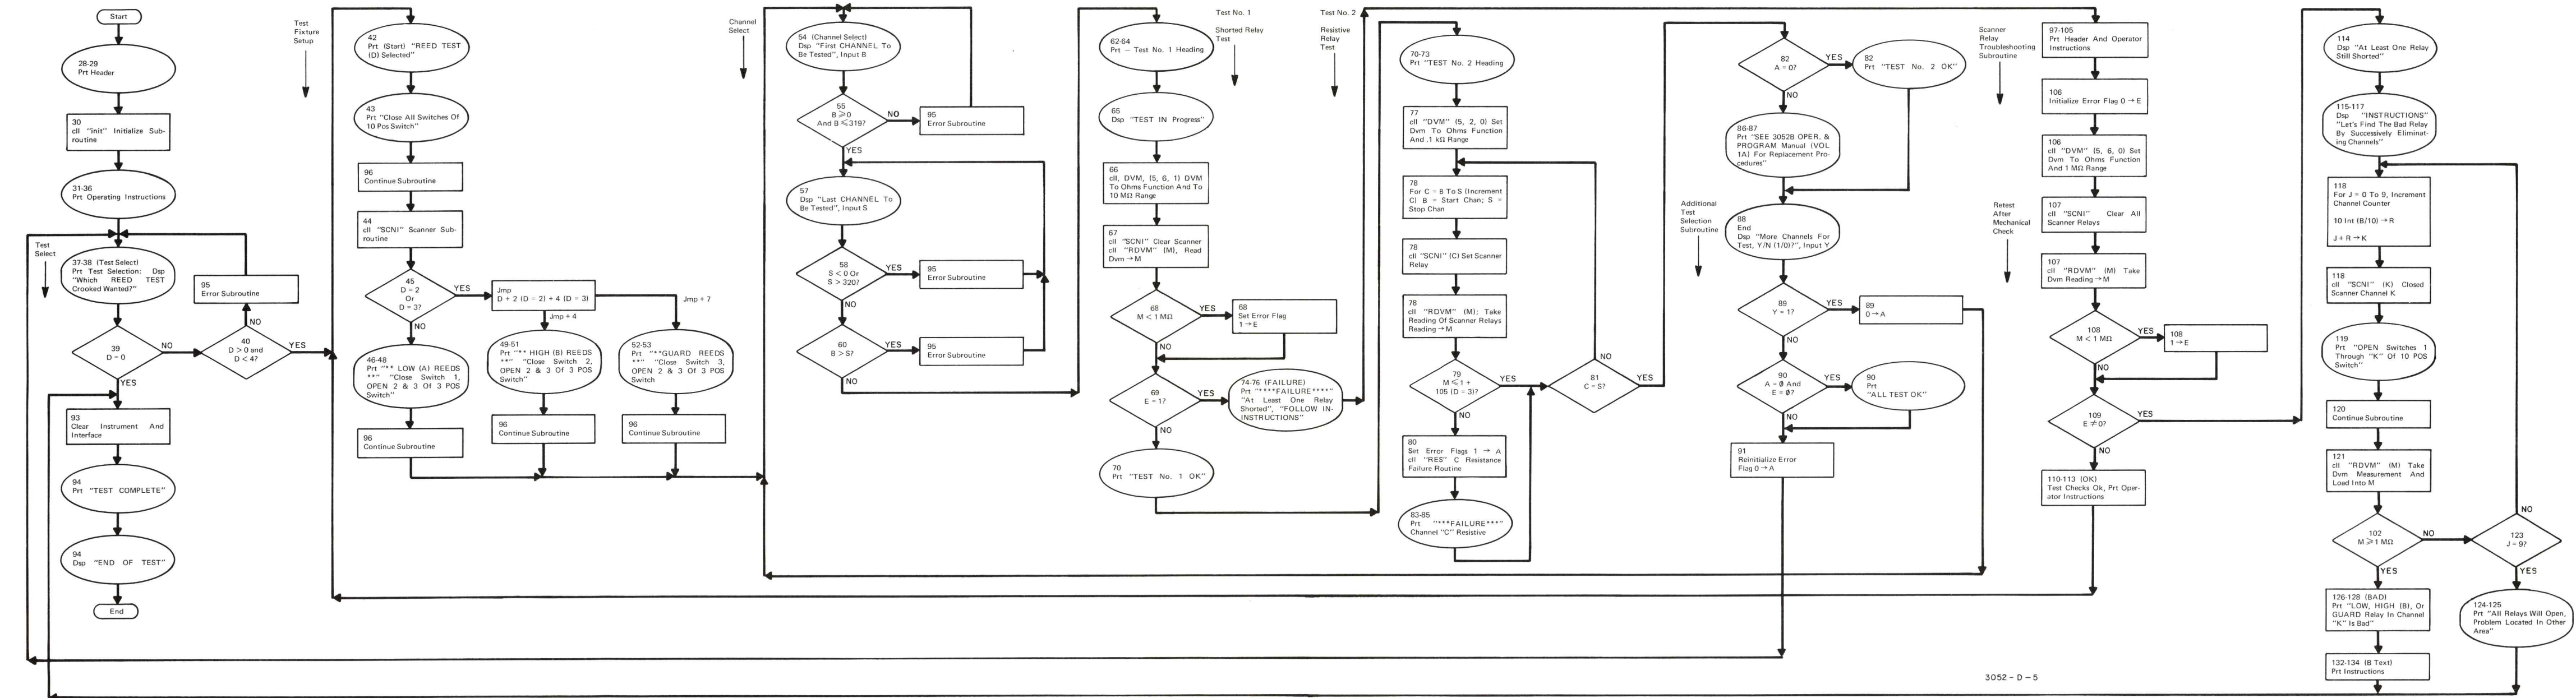 Start
28-29
Prt Header
30
cll "init" Initialize Sub-
routine
31-36
Prt Operating Instructions
Test
Select
37-38 (Test Select)
Prt Test Selection: Dsp
"Which REED TEST
Crooked Wanted?"
95
Error Subroutine
NO
39
D = 0
NO
40
D > 0 and
D < 4?
YES
YES
93
Clear Instrument And
Interface
94
Prt "TEST COMPLETE"
94
Dsp "END OF TEST"
End
Test
Fixture
Setup
42
Prt (Start) "REED TEST
(D) Selected"
43
Prt "Close All Switches Of
10 Pos Switch"
96
Continue Subroutine
44
cll "SCNI" Scanner Sub-
routine
45
D = 2
Or
D = 3?
YES
Jmp
D + 2 (D = 2) + 4 (D = 3)
Jmp + 7
Jmp + 4
NO
46-48
Prt "** LOW (A) REEDS
**" "Close Switch 1,
OPEN 2 & 3 Of 3 POS
Switch"
49-51
Prt "** HIGH (B) REEDS
**" "Close Switch 2,
OPEN 2 & 3 Of 3 POS
Switch"
52-53
Prt "**GUARD REEDS
**" "Close Switch 3,
OPEN 2 & 3 Of 3 POS
Switch
96
Continue Subroutine
96
Continue Subroutine
96
Continue Subroutine
Channel
Select
54 (Channel Select)
Dsp "First CHANNEL To
Be Tested", Input B
55
B ⩾ 0
And B ⩽ 319?
NO
95
Error Subroutine
YES
57
Dsp "Last CHANNEL To
Be Tested", Input S
58
S < 0 Or
S > 320?
YES
95
Error Subroutine
NO
60
B > S?
YES
95
Error Subroutine
NO
Test No. 1
Shorted Relay
Test
62-64
Prt – Test No. 1 Heading
65
Dsp "TEST IN Progress"
66
cll, DVM, (5, 6, 1) DVM
To Ohms Function And To
10 MΩ Range
67
cll "SCNI" Clear Scanner
cll "RDVM" (M), Read
Dvm → M
68
M < 1 MΩ
YES
68
Set Error Flag
1 → E
NO
69
E = 1?
YES
74-76 (FAILURE)
Prt "****FAILURE****"
"At Least One Relay
Shorted", "FOLLOW IN-
INSTRUCTIONS"
NO
70
Prt "TEST No. 1 OK"
Test No. 2
Resistive
Relay
Test
70-73
Prt "TEST No. 2 Heading
77
cll "DVM" (5, 2, 0) Set
Dvm To Ohms Function
And .1 kΩ Range
78
For C = B To S (Increment
C) B = Start Chan; S =
Stop Chan
78
cll "SCNI" (C) Set Scanner
Relay
78
cll "RDVM" (M); Take
Reading Of Scanner Relays
Reading → M
79
M ⩽ 1 +
105 (D = 3)?
YES
NO
81
C = S?
YES
NO
80
Set Error Flags 1 → A
cll "RES" C Resistance
Failure Routine
83-85
Prt "***FAILURE***"
Channel "C" Resistive
Additional
Test
Selection
Subroutine
82
A = 0?
YES
82
Prt "TEST No. 2 OK"
NO
86-87
Prt "SEE 3052B OPER, &
PROGRAM Manual (VOL
1A) For Replacement Pro-
cedures"
88
End
Dsp "More Channels For
Test, Y/N (1/0)?", Input Y
89
Y = 1?
YES
89
0 → A
NO
90
A = Ø And
E = Ø?
YES
90
Prt
"ALL TEST OK"
NO
91
Reinitialize Error
Flag 0 → A
Scanner
Relay
Troubleshooting
Subroutine
Retest
After
Mechanical
Check
97-105
Prt Header And Operator
Instructions
106
Initialize Error Flag 0 → E
106
cll "DVM" (5, 6, 0) Set
Dvm To Ohms Function
And 1 MΩ Range
107
cll "SCNI" Clear All
Scanner Relays
107
cll "RDVM" (M) Take
Dvm Reading → M
108
M < 1 MΩ
YES
108
1 → E
NO
109
E ≠ 0?
YES
NO
110-113 (OK)
Test Checks Ok, Prt Oper-
ator Instructions
114
Dsp "At Least One Relay
Still Shorted"
115-117
Dsp "INSTRUCTIONS"
"Let's Find The Bad Relay
By Successively Eliminat-
ing Channels"
118
For J = 0 To 9, Increment
Channel Counter
10 Int (B/10) → R
J + R → K
118
cll "SCNI" (K) Closed
Scanner Channel K
119
Prt "OPEN Switches 1
Through "K" Of 10 POS
Switch"
120
Continue Subroutine
121
cll "RDVM" (M) Take
Dvm Measurement And
Load Into M
102
M ⩾ 1 MΩ
NO
123
J = 9?
NO
YES
YES
126-128 (BAD)
Prt "LOW, HIGH (B), Or
GUARD Relay In Channel
"K" Is Bad"
124-125
Prt "All Relays Will Open,
Problem Located In Other
Area"
132-134 (B Text)
Prt Instructions
3052 - D - 5